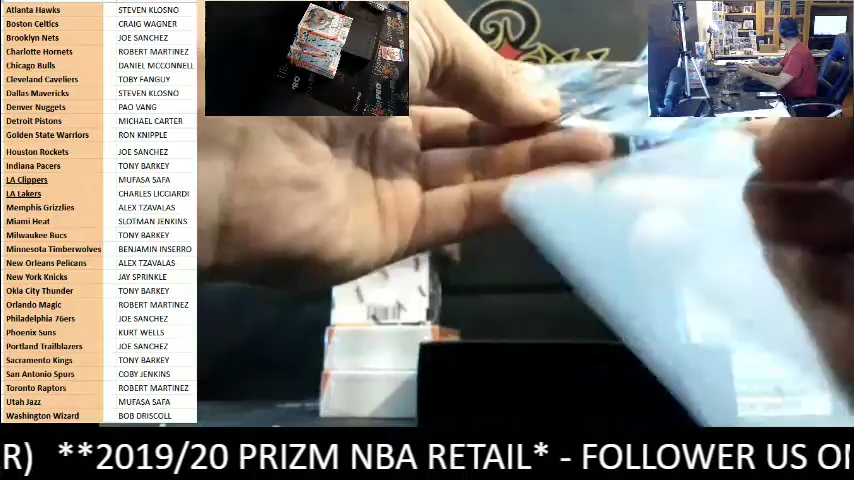 Atlanta Hawks STEVEN KLOSNO
Boston Celtics CRAIG WAGNER
Brooklyn Nets JOE SANCHEZ
Charlotte Hornets ROBERT MARTINEZ
Chicago Bulls DANIEL MCCONNELL
Cleveland Caveliers TOBY FANGUY
Dallas Mavericks STEVEN KLOSNO
Denver Nuggets PAO VANG
Detroit Pistons MICHAEL CARTER
Golden State Warriors RON KNIPPLE
Houston Rockets JOE SANCHEZ
Indiana Pacers TONY BARKEY
LA Clippers MUFASA SAFA
LA Lakers CHARLES LICCIARDI
Memphis Grizzlies ALEX TZAVALAS
Miami Heat SLOTMAN JENKINS
Milwaukee Bucs TONY BARKEY
Minnesota Timberwolves BENJAMIN INSERRO
New Orleans Pelicans ALEX TZAVALAS
New York Knicks JAY SPRINKLE
Okla City Thunder TONY BARKEY
Orlando Magic ROBERT MARTINEZ
Philadelphia 76ers JOE SANCHEZ
Phoenix Suns KURT WELLS
Portland Trailblazers JOE SANCHEZ
Sacramento Kings TONY BARKEY
San Antonio Spurs COBY JENKINS
Toronto Raptors ROBERT MARTINEZ
Utah Jazz MUFASA SAFA
Washington Wizard BOB DRISCOLL
R) **2019/20 PRIZM NBA RETAIL* - FOLLOWER US ON